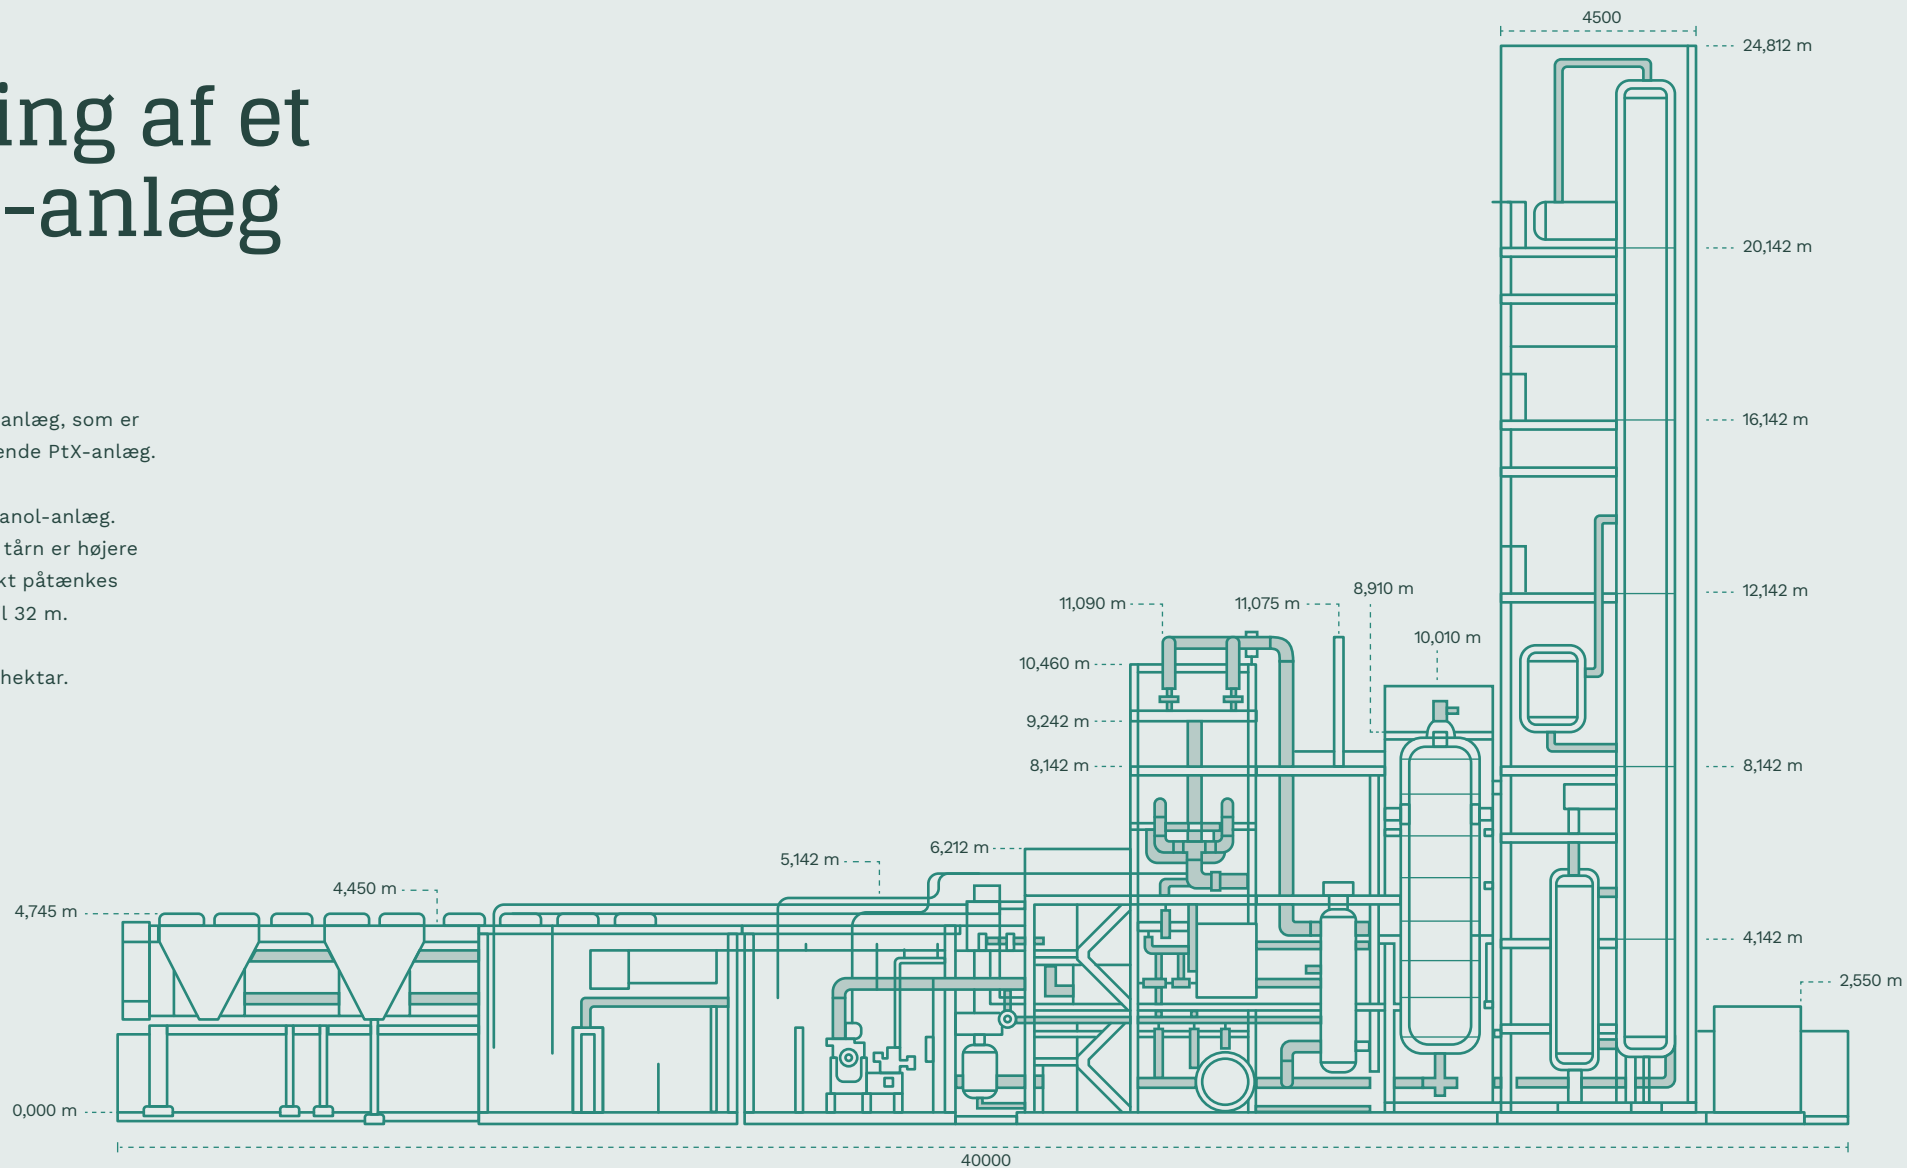 ing af et
-anlæg
anlæg, som er
ende PtX-anlæg.
anol-anlæg.
tårn er højere
kt påtænkes
l 32 m.
hektar.
4500
24,812 m
20,142 m
16,142 m
12,142 m
8,142 m
4,142 m
2,550 m
8,910 m
11,090 m
11,075 m
10,010 m
10,460 m
9,242 m
8,142 m
6,212 m
5,142 m
4,450 m
4,745 m
0,000 m
40000